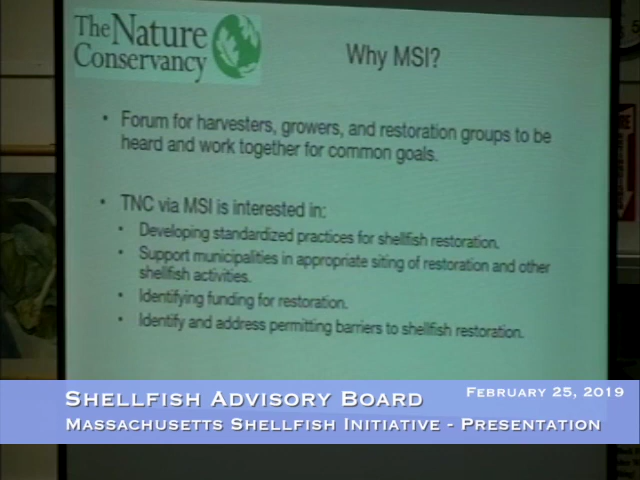 The Nature
Conservancy
Why MSI?
• Forum for harvesters, growers, and restoration groups to be
heard and work together for common goals.
• TNC via MSI is interested in:
• Developing standardized practices for shellfish restoration.
• Support municipalities in appropriate siting of restoration and other
shellfish activities.
• Identifying funding for restoration.
• Identify and address permitting barriers to shellfish restoration.
Shellfish Advisory Board
February 25, 2019
Massachusetts Shellfish Initiative - Presentation